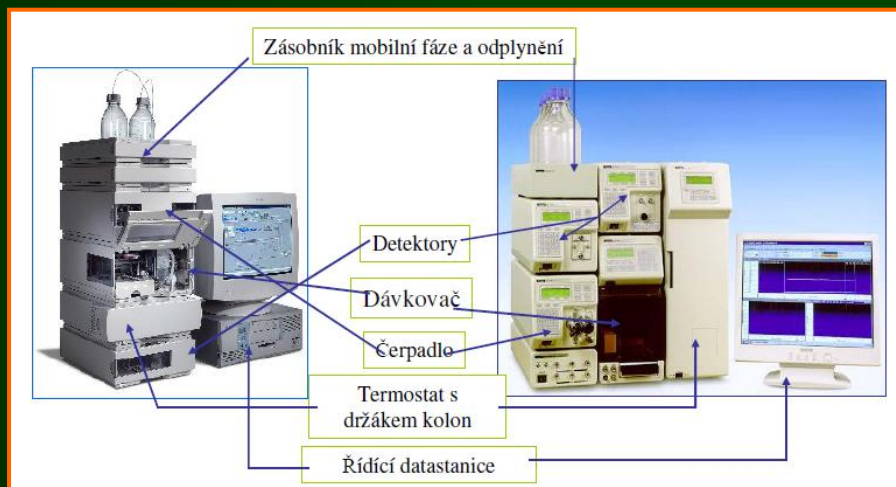 Zásobník mobilní fáze a odplynění
Detektory
Dávkovač
Čerpadlo
Termostat s
držákem kolon
Řídící datastanice